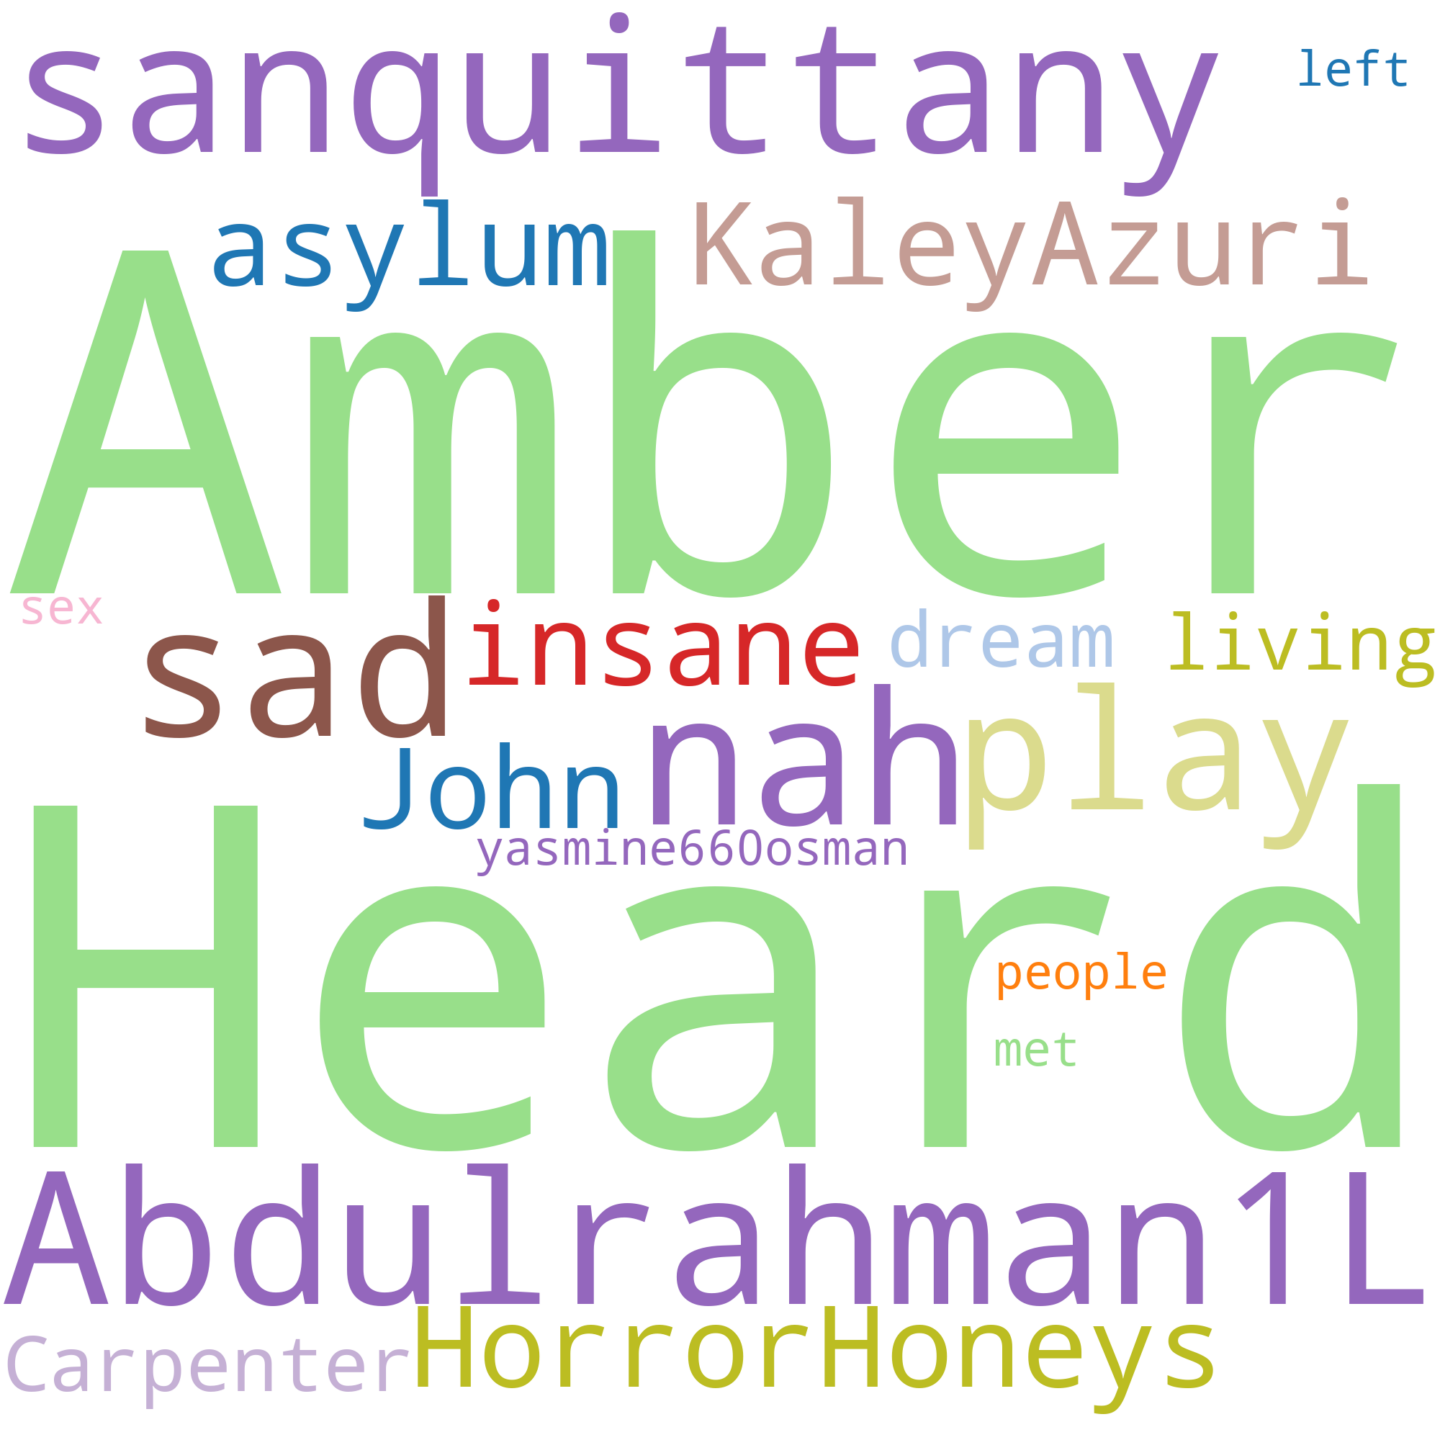 sanquittany left
asylum KaleyAzuri
Amber
sex
sad insane dream living
John nah play
yasmine660osman
Heard
people
met
Abdulrahman1L
Carpenter HorrorHoneys